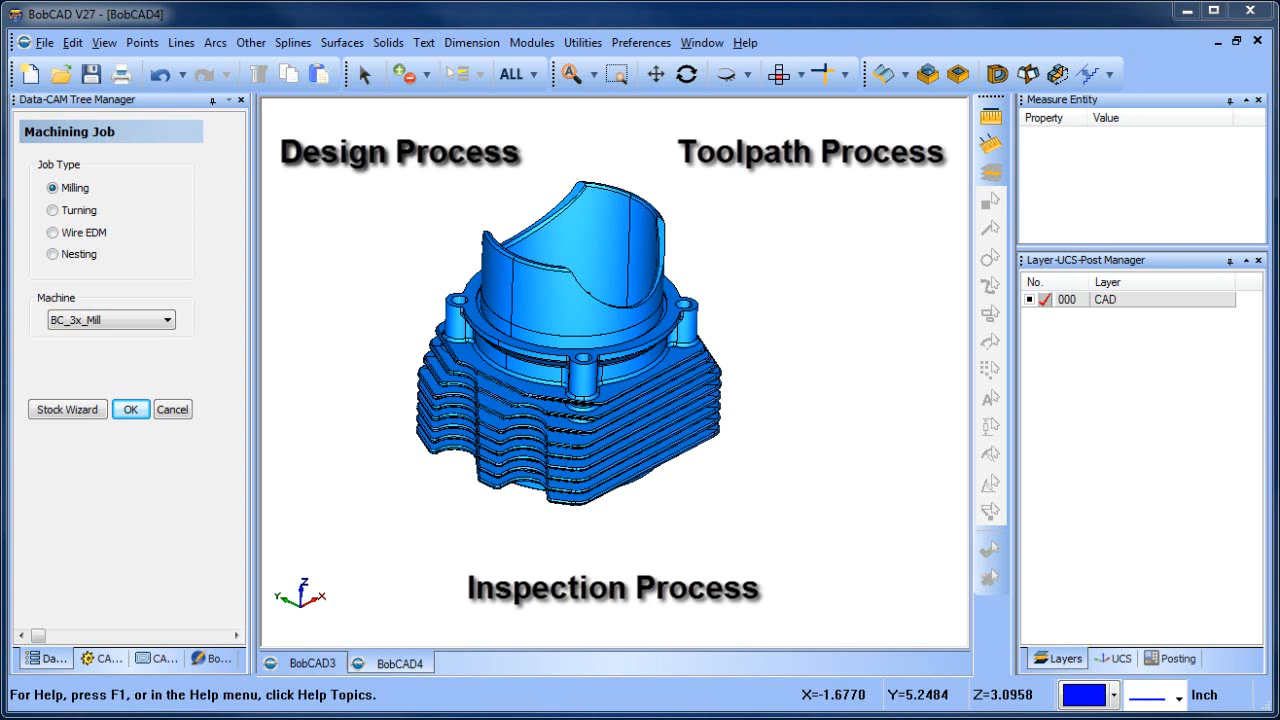 BobCAD V27 - [BobCAD4]
File Edit View Points Lines Arcs Other Splines Surfaces Solids Text Dimension Modules Utilities Preferences Window Help
ALL
Data-CAM Tree Manager
Machining Job
Job Type
Milling
Turning
Wire EDM
Nesting
Machine
BC_3x_Mill
Stock Wizard OK Cancel
Da... CA... CA... Bo...
Design Process Toolpath Process
Inspection Process
Z
Y X
BobCAD3 BobCAD4
Measure Entity
Property Value
Layer-UCS-Post Manager
No. Layer
000 CAD
Layers UCS Posting
For Help, press F1, or in the Help menu, click Help Topics. X=-1.6770 Y=5.2484 Z=3.0958 Inch